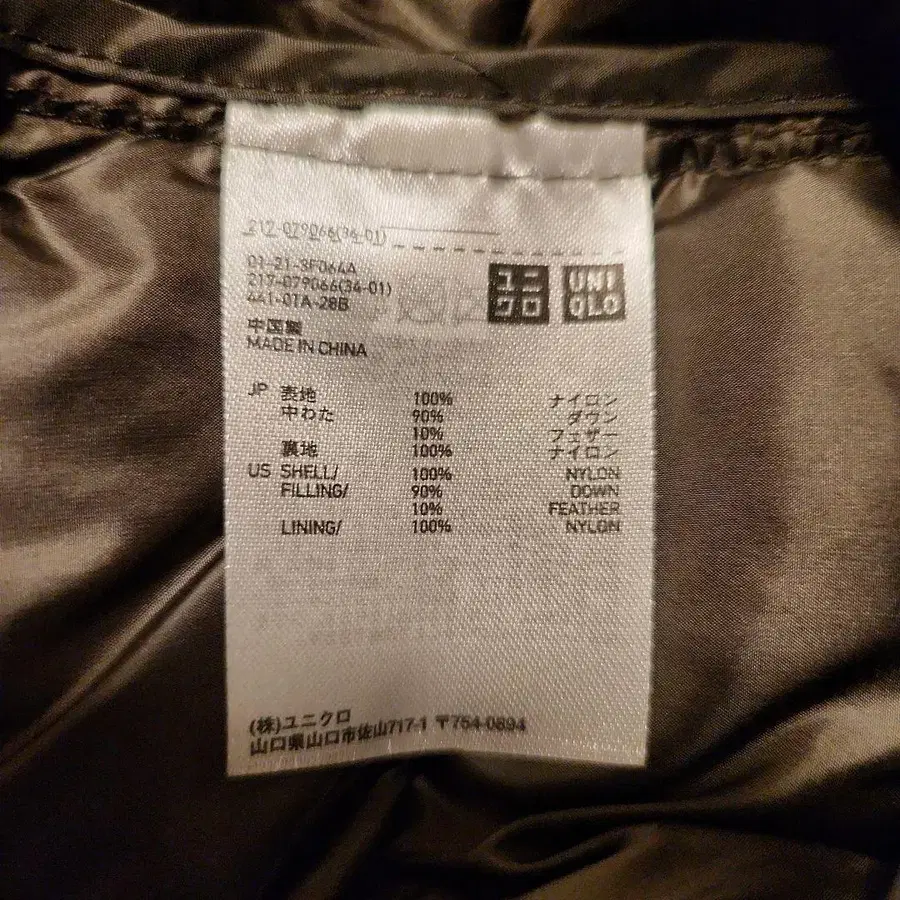 217-079066(34-01)
01-21-3F064A
217-079066(34-01)
441-01A-28B
ユニ
クロ
UNI
QLO
中国製
MADE IN CHINA
JP 表地 100% ナイロン
中わた 90% ダウン
10% フェザー
裏地 100% ナイロン
US SHELL/ 100% NYLON
FILLING/ 90% DOWN
10% FEATHER
LINING/ 100% NYLON
(株)ユニクロ
山口県山口市佐山717-1 〒754-0894